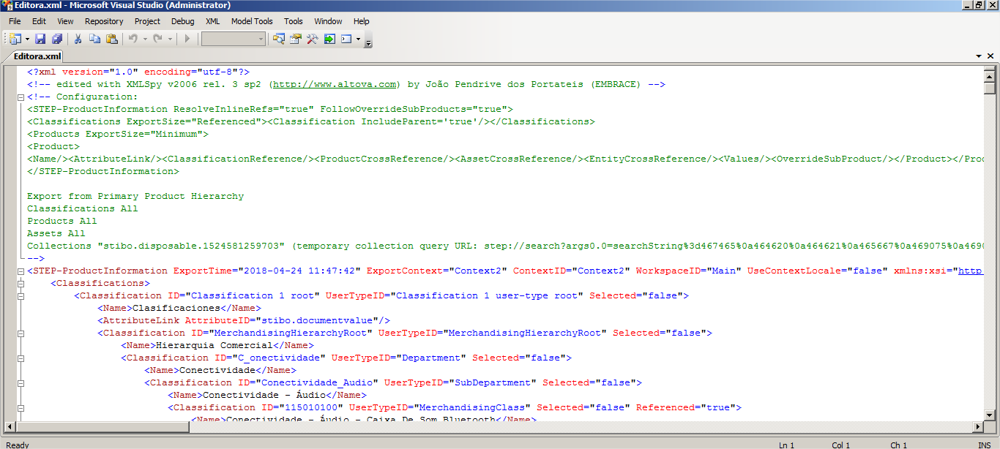 Editora.xml - Microsoft Visual Studio (Administrator)
File Edit View Repository Project Debug XML Model Tools Tools Window Help
Editora.xml
<?xml version="1.0" encoding="utf-8"?>
<!-- edited with XMLSpy v2006 rel. 3 sp2 (http://www.altova.com) by João Pendrive dos Portateis (EMBRACE) -->
<!-- Configuration:
<STEP-ProductInformation ResolveInlineRefs="true" FollowOverrideSubProducts="true">
<Classifications ExportSize="Referenced"><Classification IncludeParent='true'/></Classifications>
<Products ExportSize="Minimum">
<Product>
<Name/><AttributeLink/><ClassificationReference/><ProductCrossReference/><AssetCrossReference/><EntityCrossReference/><Values/><OverrideSubProduct/></Product></Proc
</STEP-ProductInformation>
Export from Primary Product Hierarchy
Classifications All
Products All
Assets All
Collections "stibo.disposable.1524581259703" (temporary collection query URL: step://search?args0.0=searchString%3d467465%0a464620%0a464621%0a465667%0a469075%0a469
-->
<STEP-ProductInformation ExportTime="2018-04-24 11:47:42" ExportContext="Context2" ContextID="Context2" WorkspaceID="Main" UseContextLocale="false" xmlns:xsi="http
<Classifications>
<Classification ID="Classification 1 root" UserTypeID="Classification 1 user-type root" Selected="false">
<Name>Clasificaciones</Name>
<AttributeLink AttributeID="stibo.documentvalue"/>
<Classification ID="MerchandisingHierarchyRoot" UserTypeID="MerchandisingHierarchyRoot" Selected="false">
<Name>Hierarquia Comercial</Name>
<Classification ID="C_onectividade" UserTypeID="Department" Selected="false">
<Name>Conectividade</Name>
<Classification ID="Conectividade_Audio" UserTypeID="SubDepartment" Selected="false">
<Name>Conectividade - Áudio</Name>
<Classification ID="115010100" UserTypeID="MerchandisingClass" Selected="false" Referenced="true">
<Name>Conectividade - Áudio - Caixa De Som Bluetooth</Name>
Ready Ln 1 Col 1 Ch 1 INS